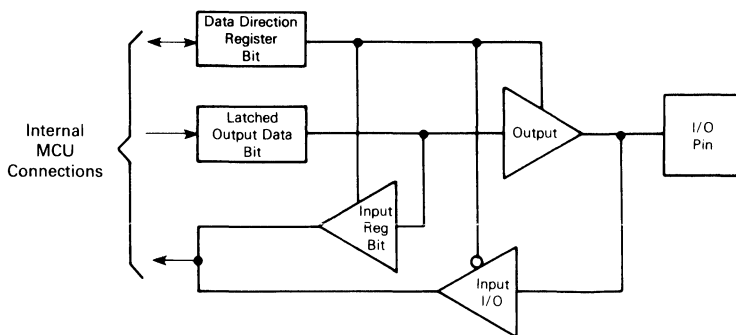 Data Direction
Register
Bit
Internal
MCU
Connections
Latched
Output Data
Bit
Output
I/O
Pin
Input
Reg
Bit
Input
I/O